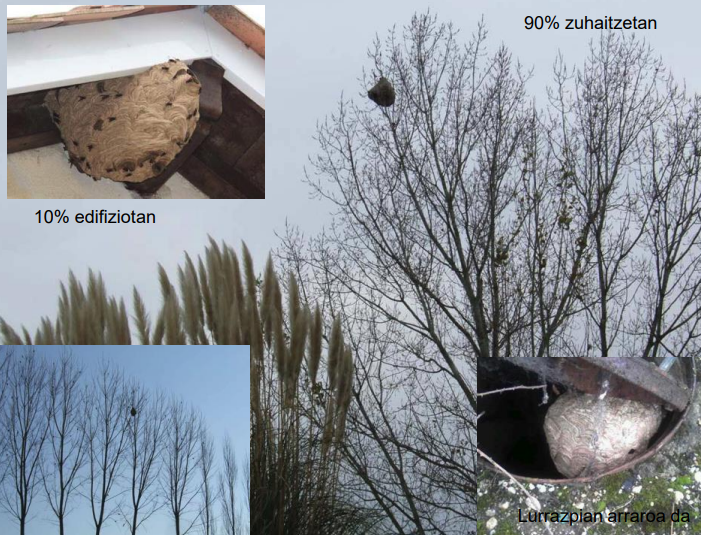 90% zuhaitzetan
10% edifiziotan
Lurrazpian arraroa da